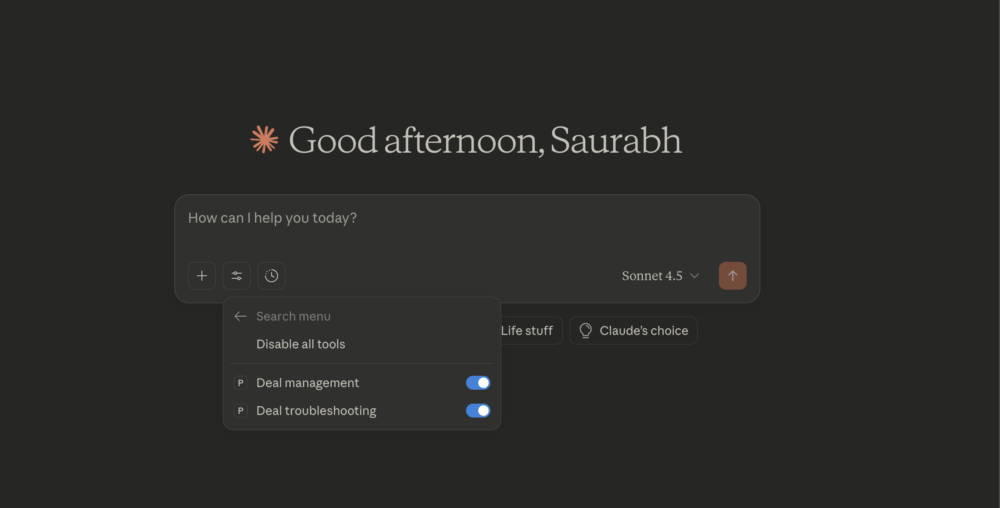 Good afternoon, Saurabh
How can I help you today?
Sonnet 4.5
Search menu
Disable all tools
P Deal management
P Deal troubleshooting
Life stuff
Claude’s choice